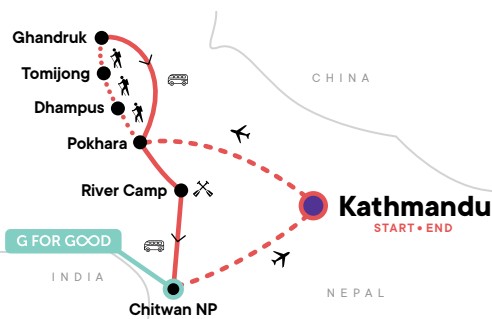 Ghandruk
CHINA
Tomijong
Dhampus
Pokhara
River Camp
Kathmandu
START • END
G FOR GOOD
INDIA
NEPAL
Chitwan NP